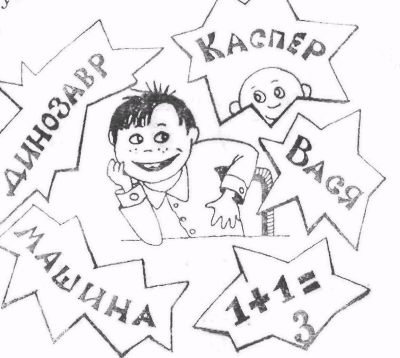 ДИНОЗАВР
КАСПЕР
ВАСЯ
МАШИНА
1+1=
3